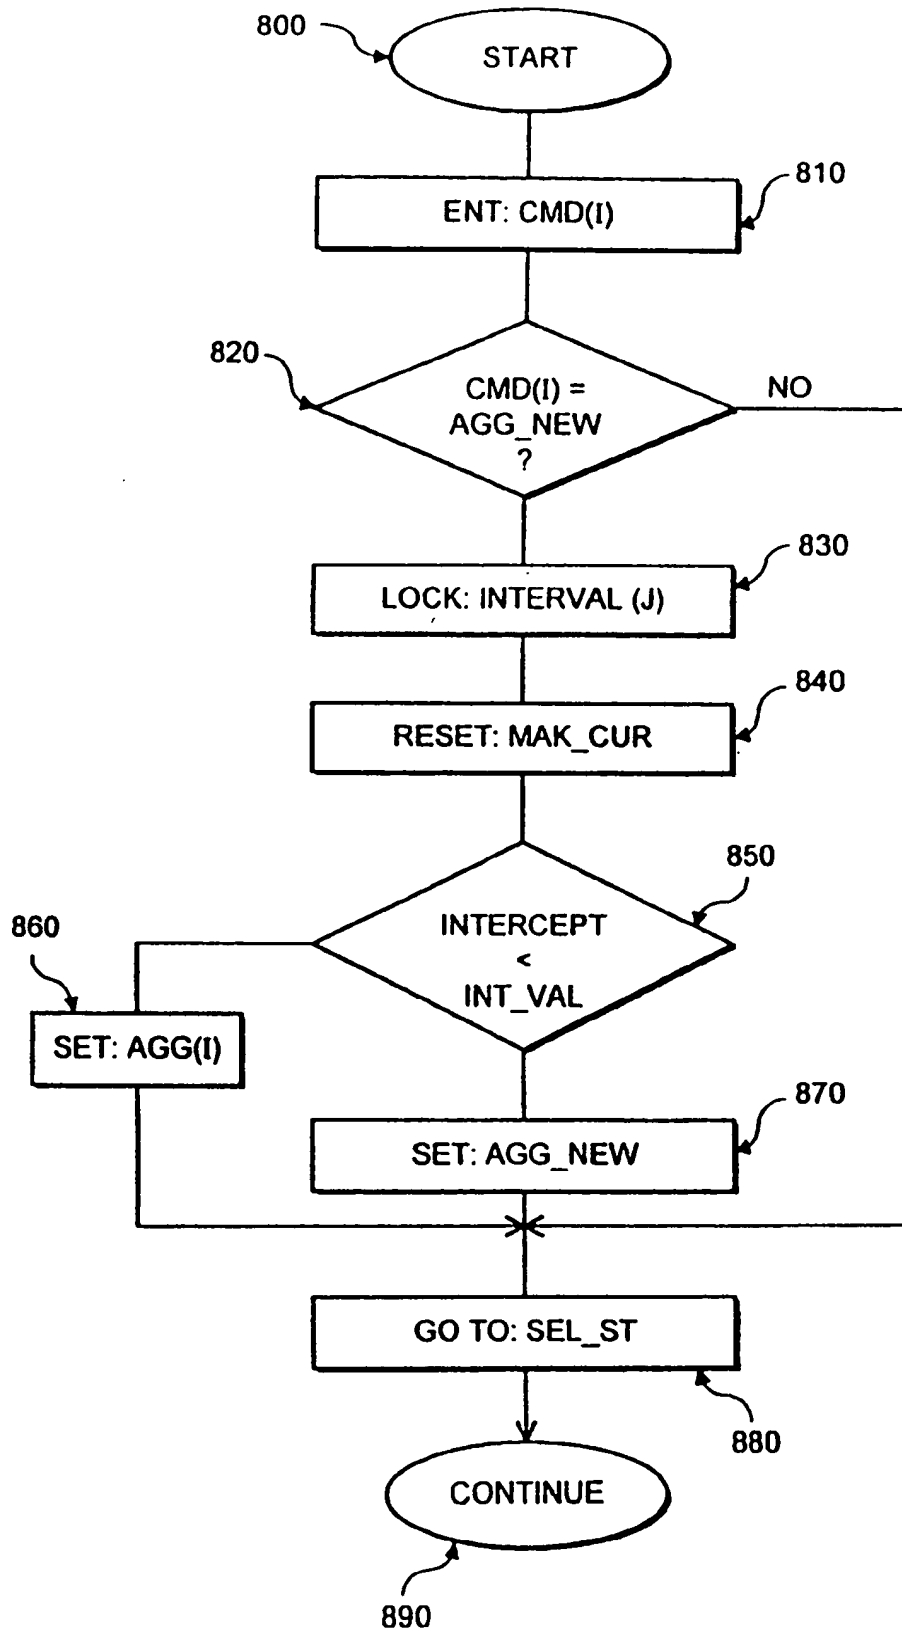 800
START
810
ENT: CMD(I)
820
CMD(I) =
AGG_NEW
?
NO
830
LOCK: INTERVAL (J)
840
RESET: MAK_CUR
850
INTERCEPT
<
INT_VAL
860
SET: AGG(I)
870
SET: AGG_NEW
GO TO: SEL_ST
880
CONTINUE
890